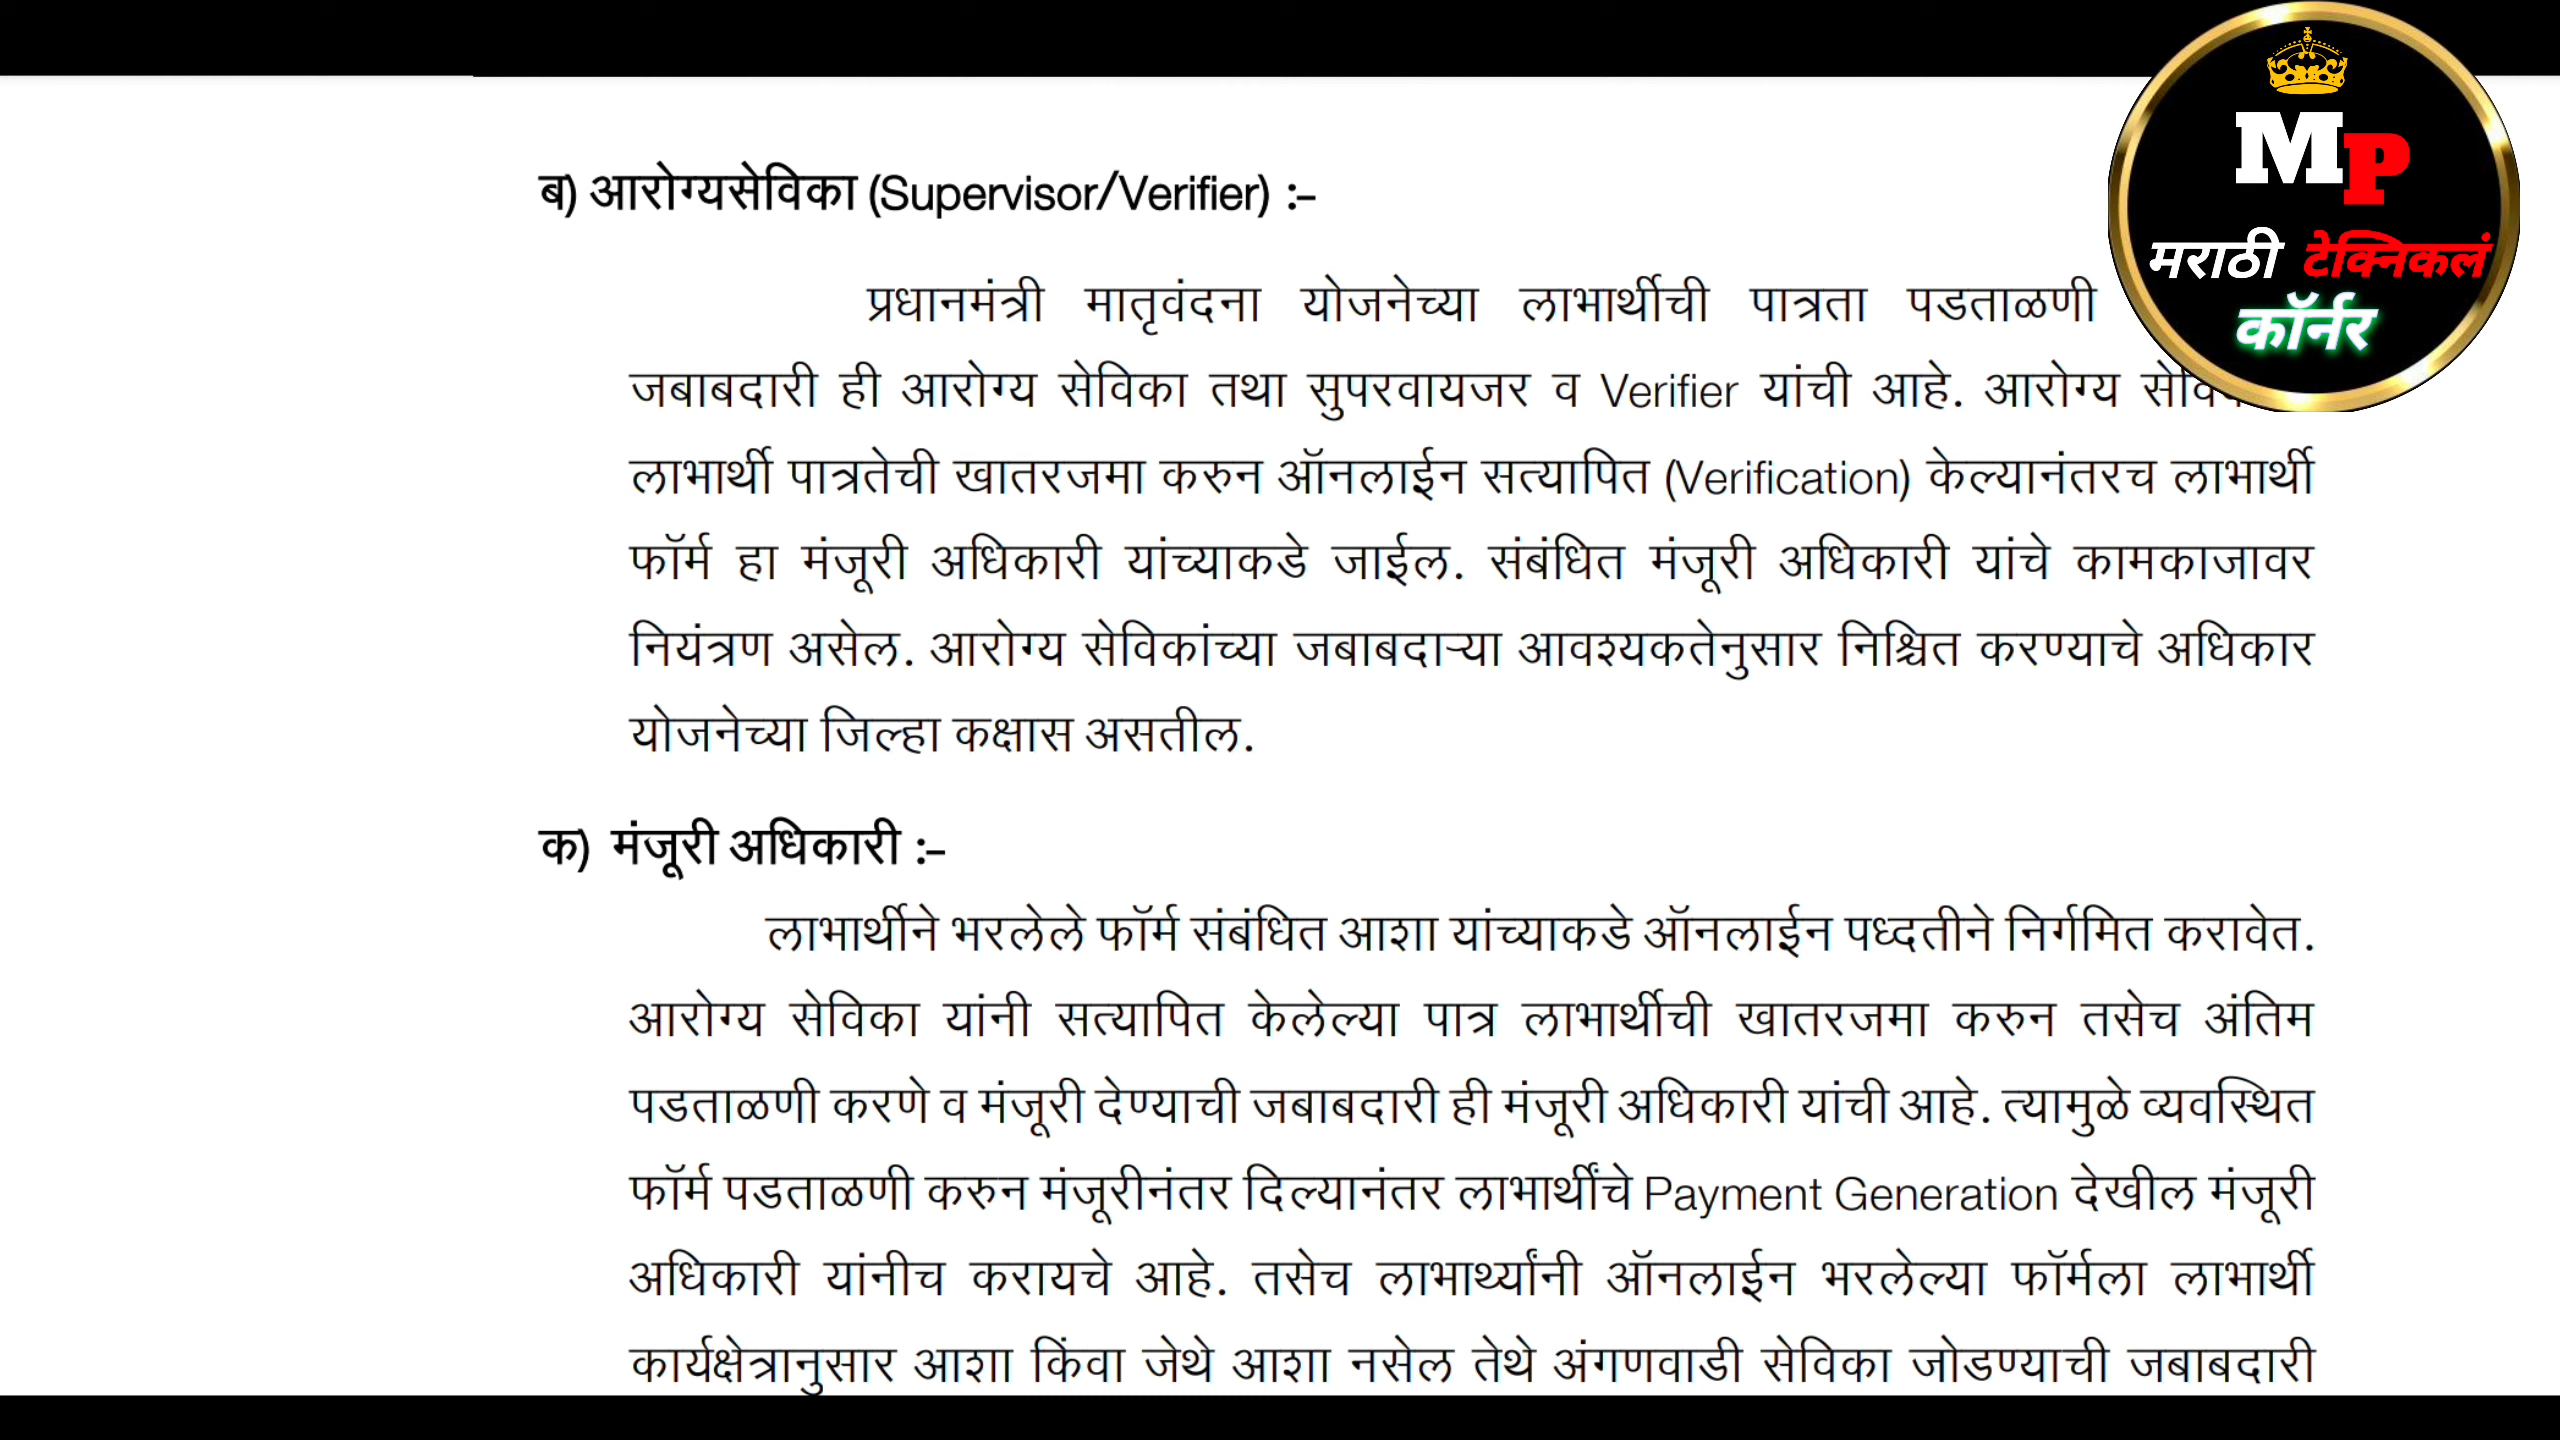 ब) आरोग्यसेविका (Supervisor/Verifier) :-
प्रधानमंत्री मातृवंदना योजनेच्या लाभार्थीची पात्रता पडताळणी
जबाबदारी ही आरोग्य सेविका तथा सुपरवायजर व Verifier यांची आहे. आरोग्य
लाभार्थी पात्रतेची खातरजमा करुन ऑनलाईन सत्यापित (Verification) केल्यानंतरच लाभार्थी
फॉर्म हा मंजूरी अधिकारी यांच्याकडे जाईल. संबंधित मंजूरी अधिकारी यांचे कामकाजावर
नियंत्रण असेल. आरोग्य सेविकांच्या जबाबदाऱ्या आवश्यकतेनुसार निश्चित करण्याचे अधिकार
योजनेच्या जिल्हा कक्षास असतील.
क) मंजूरी अधिकारी :-
लाभार्थीने भरलेले फॉर्म संबंधित आशा यांच्याकडे ऑनलाईन पध्दतीने निर्गमित करावेत.
आरोग्य सेविका यांनी सत्यापित केलेल्या पात्र लाभार्थीची खातरजमा करुन तसेच अंतिम
पडताळणी करणे व मंजूरी देण्याची जबाबदारी ही मंजूरी अधिकारी यांची आहे. त्यामुळे व्यवस्थित
फॉर्म पडताळणी करुन मंजूरीनंतर दिल्यानंतर लाभार्थींचे Payment Generation देखील मंजूरी
अधिकारी यांनीच करायचे आहे. तसेच लाभार्थ्यांनी ऑनलाईन भरलेल्या फॉर्मला लाभार्थी
कार्यक्षेत्रानुसार आशा किंवा जेथे आशा नसेल तेथे अंगणवाडी सेविका जोडण्याची जबाबदारी
MP
मराठी टेक्निकलं
कॉर्नर